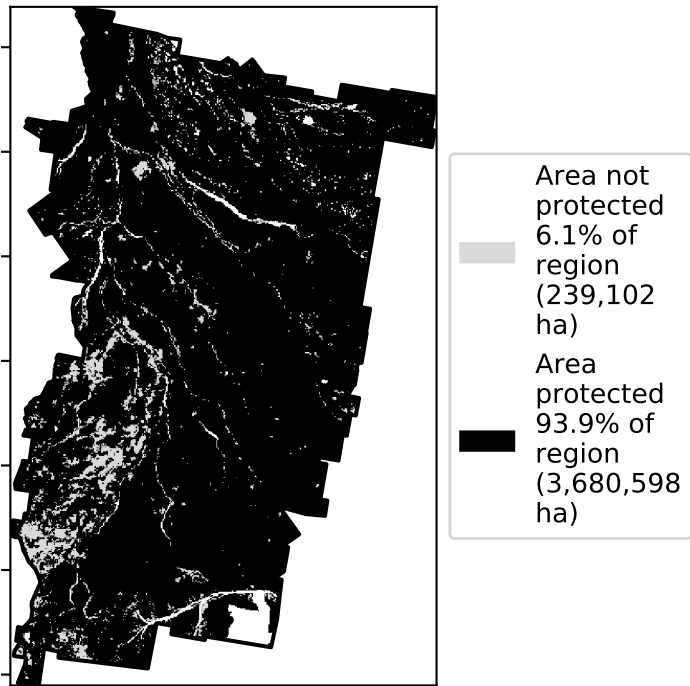 Area not
protected
6.1% of
region
(239,102
ha)
Area
protected
93.9% of
region
(3,680,598
ha)